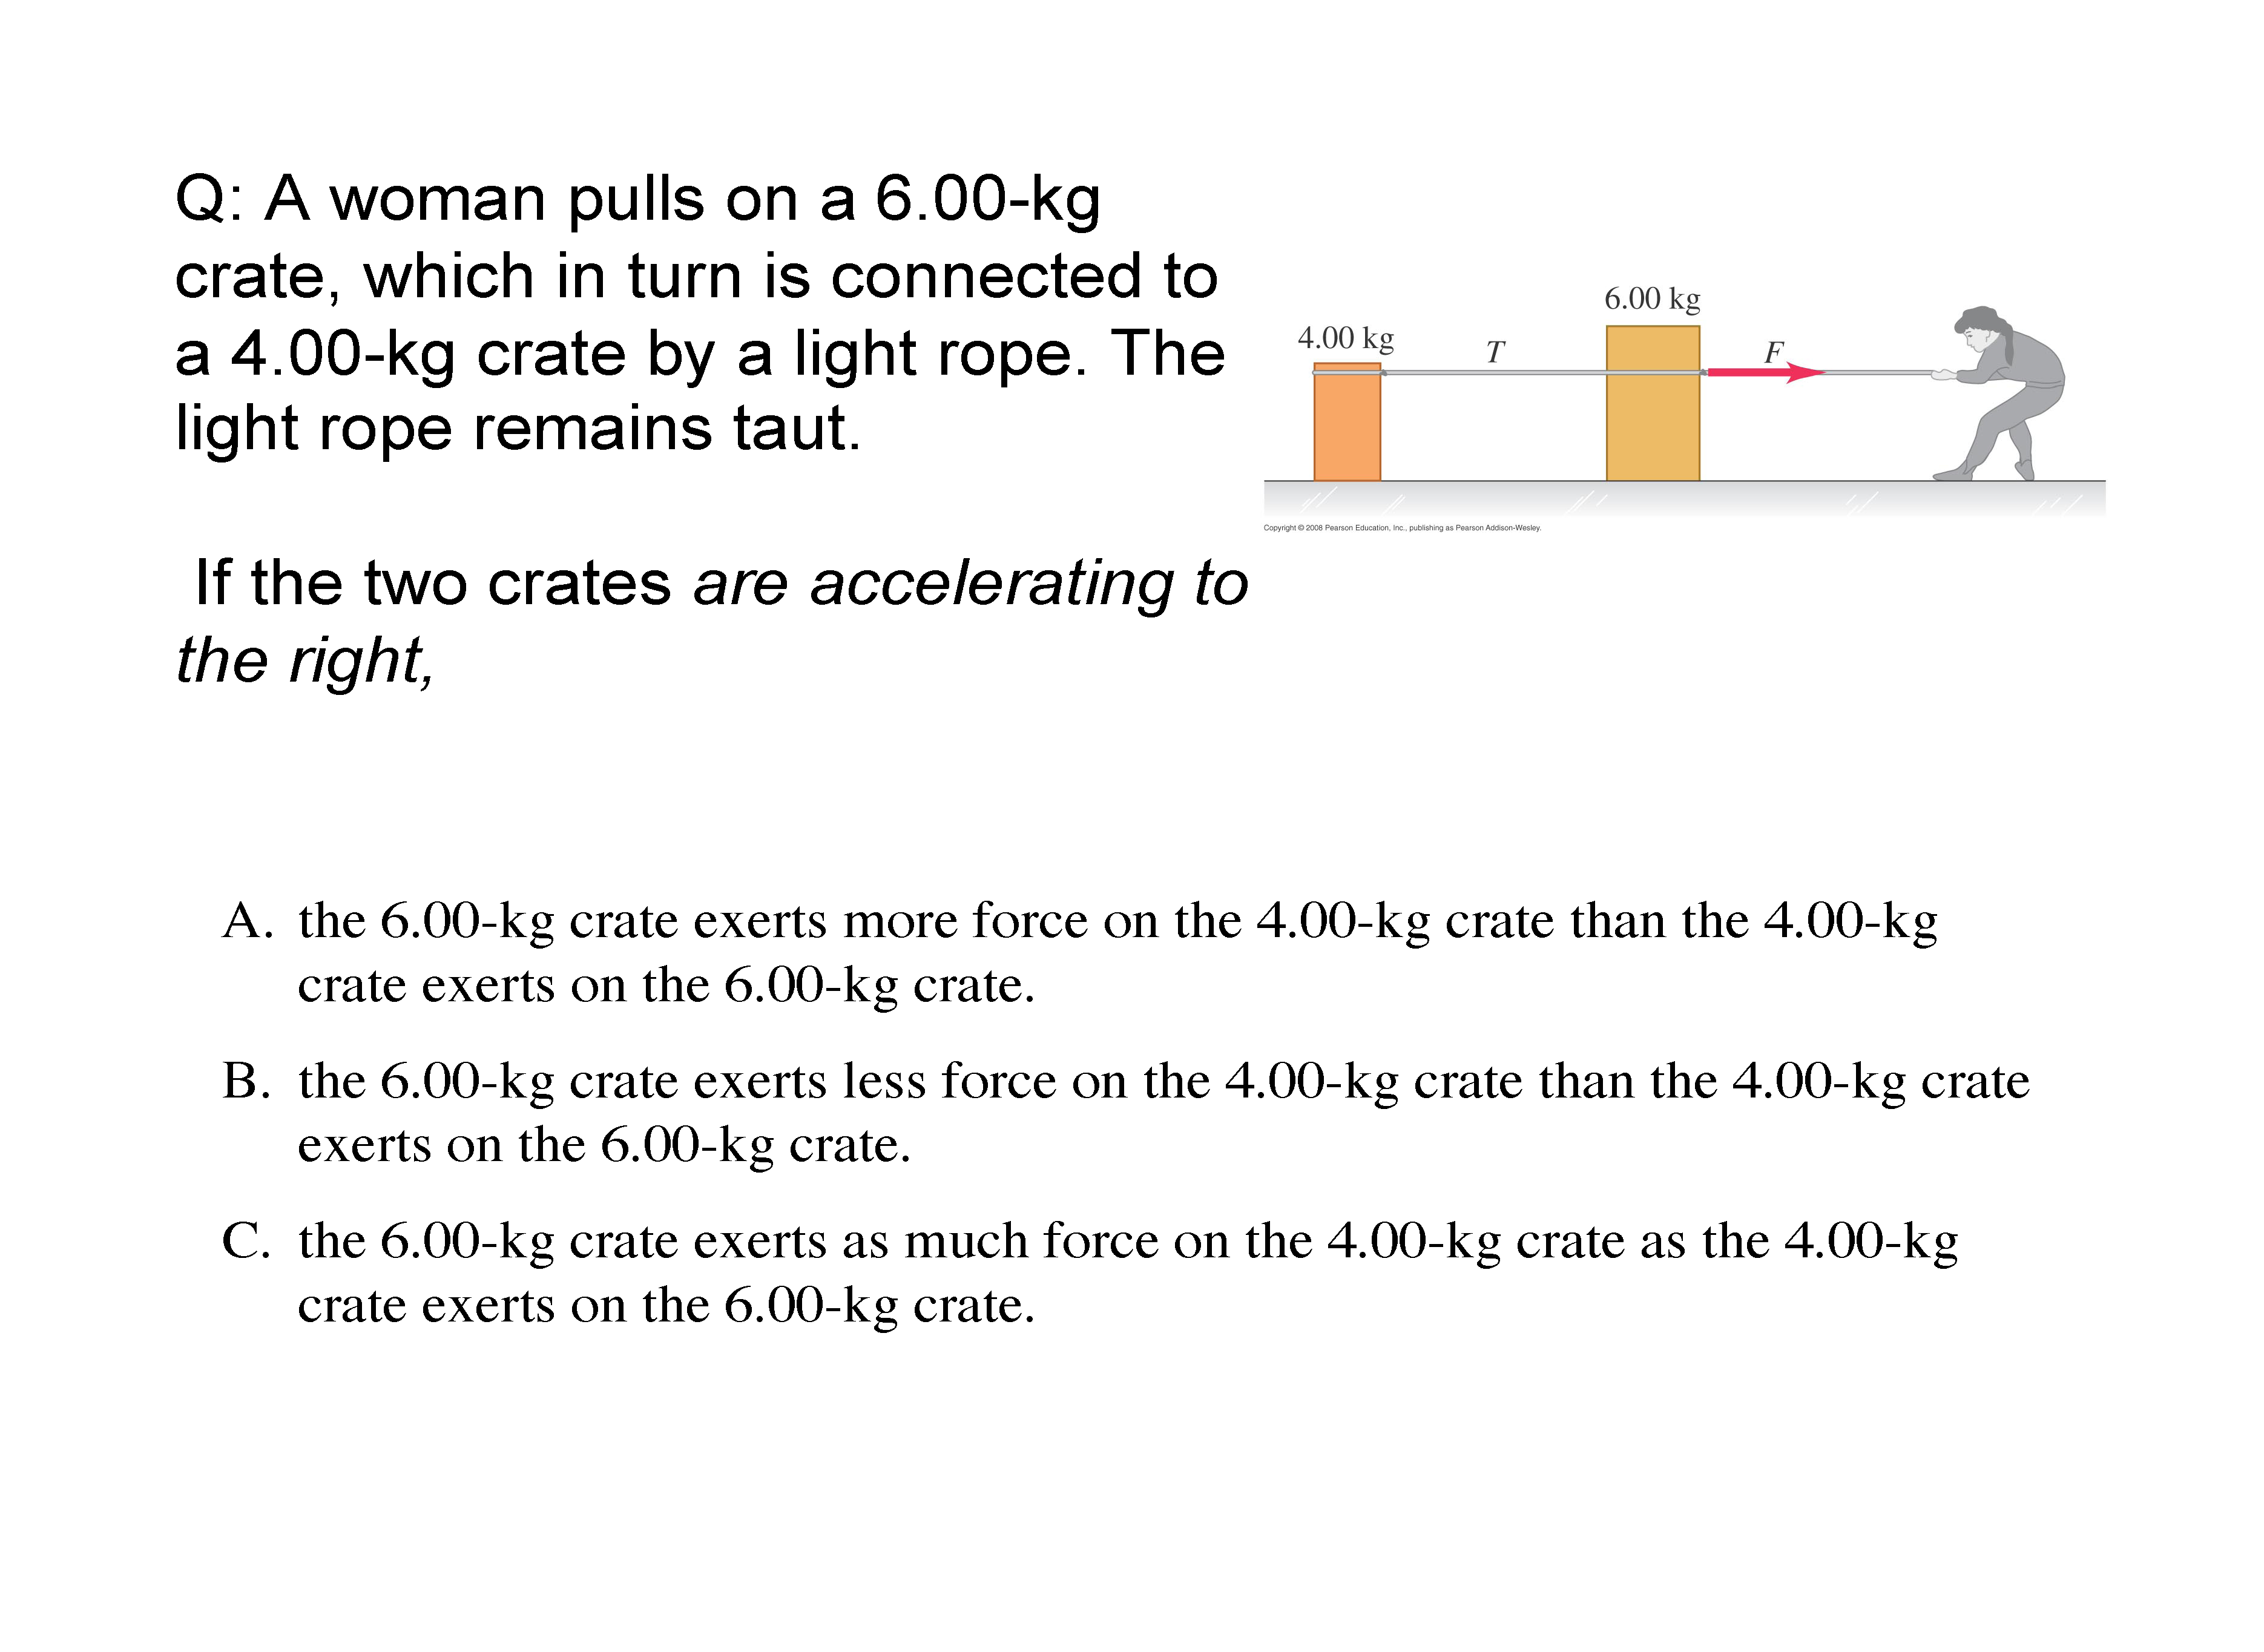 Q: A woman pulls on a 6.00-kg
crate, which in turn is connected to
a 4.00-kg crate by a light rope. The
light rope remains taut.
If the two crates are accelerating to
the right,
6.00 kg
4.00 kg
T
F
Copyright © 2008 Pearson Education, Inc., publishing as Pearson Addison-Wesley.
A. the 6.00-kg crate exerts more force on the 4.00-kg crate than the 4.00-kg
crate exerts on the 6.00-kg crate.
B. the 6.00-kg crate exerts less force on the 4.00-kg crate than the 4.00-kg crate
exerts on the 6.00-kg crate.
C. the 6.00-kg crate exerts as much force on the 4.00-kg crate as the 4.00-kg
crate exerts on the 6.00-kg crate.